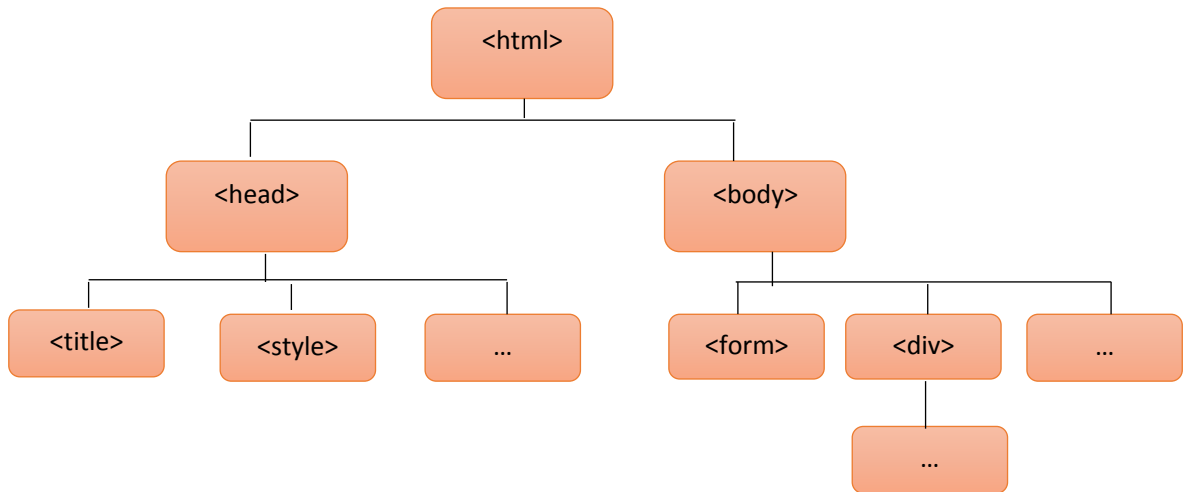 <html>
<head>
<body>
<title>
<style>
...
<form>
<div>
...
...